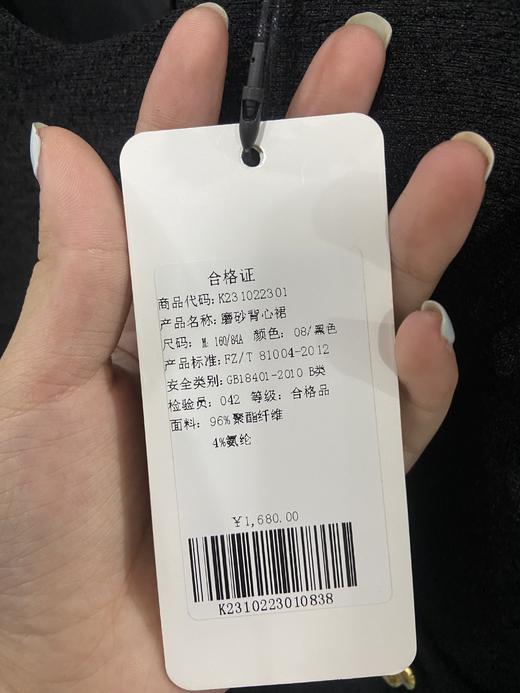 合格证
商品代码: K231022301
产品名称: 磨砂背心裙
尺码: M 160/84A 颜色: 08/黑色
产品标准: FZ/T 81004-2012
安全类别: GB18401-2010 B类
检验员: 042 等级: 合格品
面料: 96%聚酯纤维
4%氨纶
¥1,680.00
K2310223010838